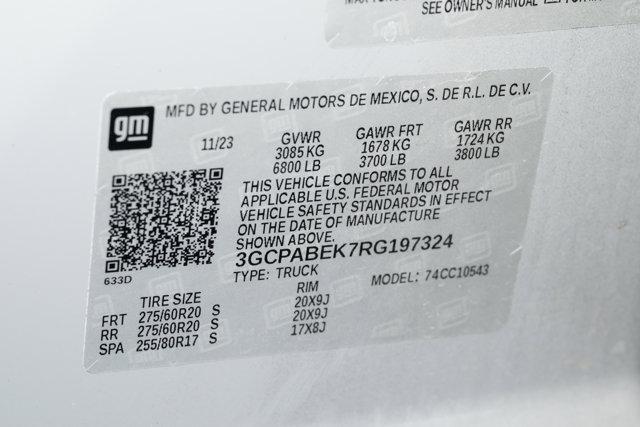 SEE OWNER'S MANUAL
gm
MFD BY GENERAL MOTORS DE MEXICO, S. DE R.L. DE C.V.
11/23
GVWR GAWR FRT GAWR RR
3085 KG 1678 KG 1724 KG
6800 LB 3700 LB 3800 LB
THIS VEHICLE CONFORMS TO ALL
APPLICABLE U.S. FEDERAL MOTOR
VEHICLE SAFETY STANDARDS IN EFFECT
ON THE DATE OF MANUFACTURE
SHOWN ABOVE.
633D
3GCPABEK7RG197324
TYPE: TRUCK MODEL: 74CC10543
TIRE SIZE RIM
FRT 275/60R20 S 20X9J
RR 275/60R20 S 20X9J
SPA 255/80R17 S 17X8J